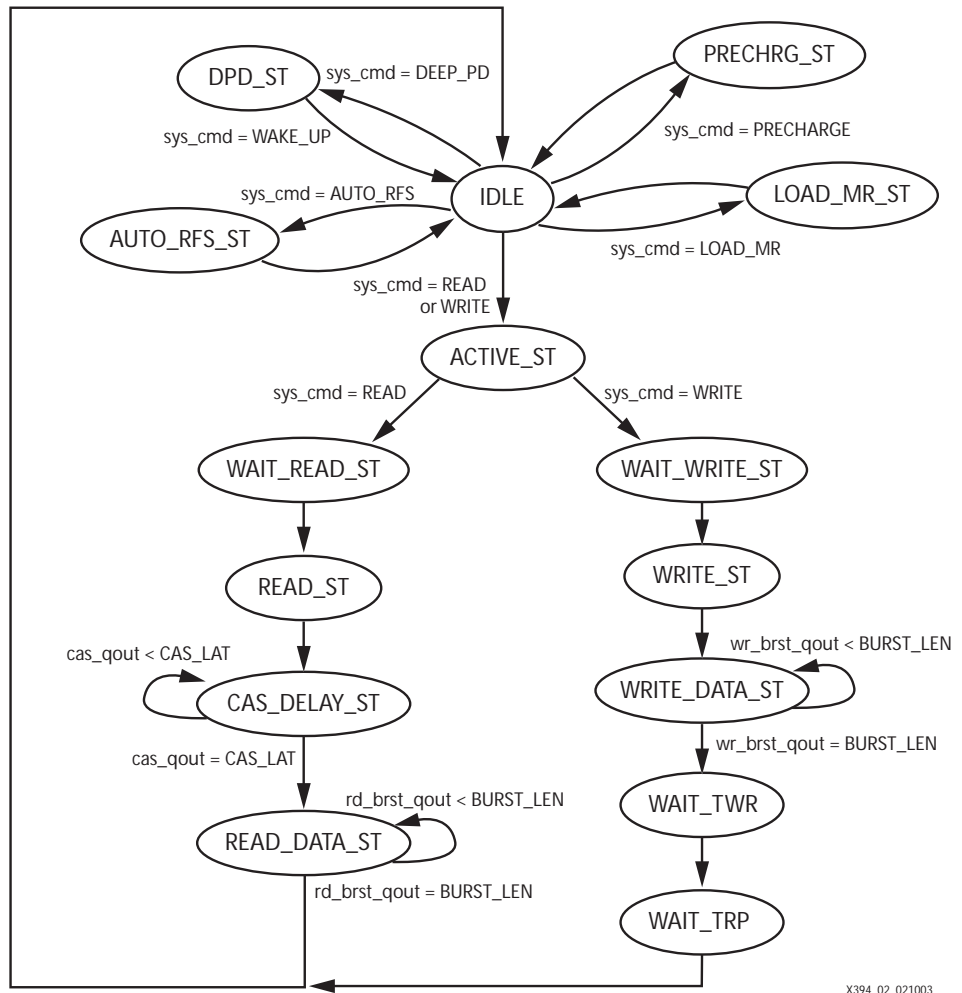 PRECHRG_ST
DPD_ST
sys_cmd = DEEP_PD
sys_cmd = PRECHARGE
sys_cmd = WAKE_UP
IDLE
LOAD_MR_ST
sys_cmd = AUTO_RFS
AUTO_RFS_ST
sys_cmd = LOAD_MR
sys_cmd = READ
or WRITE
ACTIVE_ST
sys_cmd = READ
sys_cmd = WRITE
WAIT_READ_ST
WAIT_WRITE_ST
READ_ST
WRITE_ST
cas_qout < CAS_LAT
wr_brst_qout < BURST_LEN
CAS_DELAY_ST
WRITE_DATA_ST
cas_qout = CAS_LAT
wr_brst_qout = BURST_LEN
rd_brst_qout < BURST_LEN
WAIT_TWR
READ_DATA_ST
rd_brst_qout = BURST_LEN
WAIT_TRP
X394_02_021003